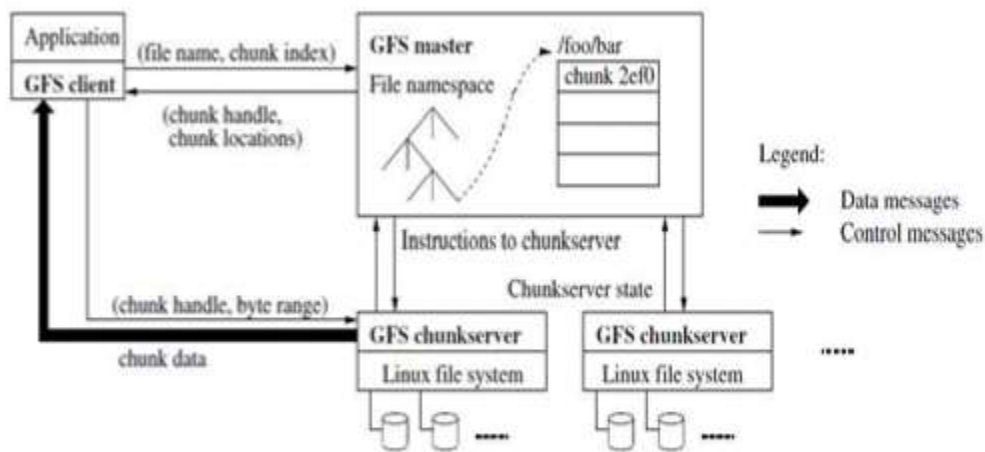 Application
GFS client
(file name, chunk index)
(chunk handle,
chunk locations)
GFS master
File namespace
/foo/bar
chunk 2ef0
Legend:
Data messages
Control messages
Instructions to chunkserver
Chunkserver state
(chunk handle, byte range)
chunk data
GFS chunkserver
Linux file system
GFS chunkserver
Linux file system